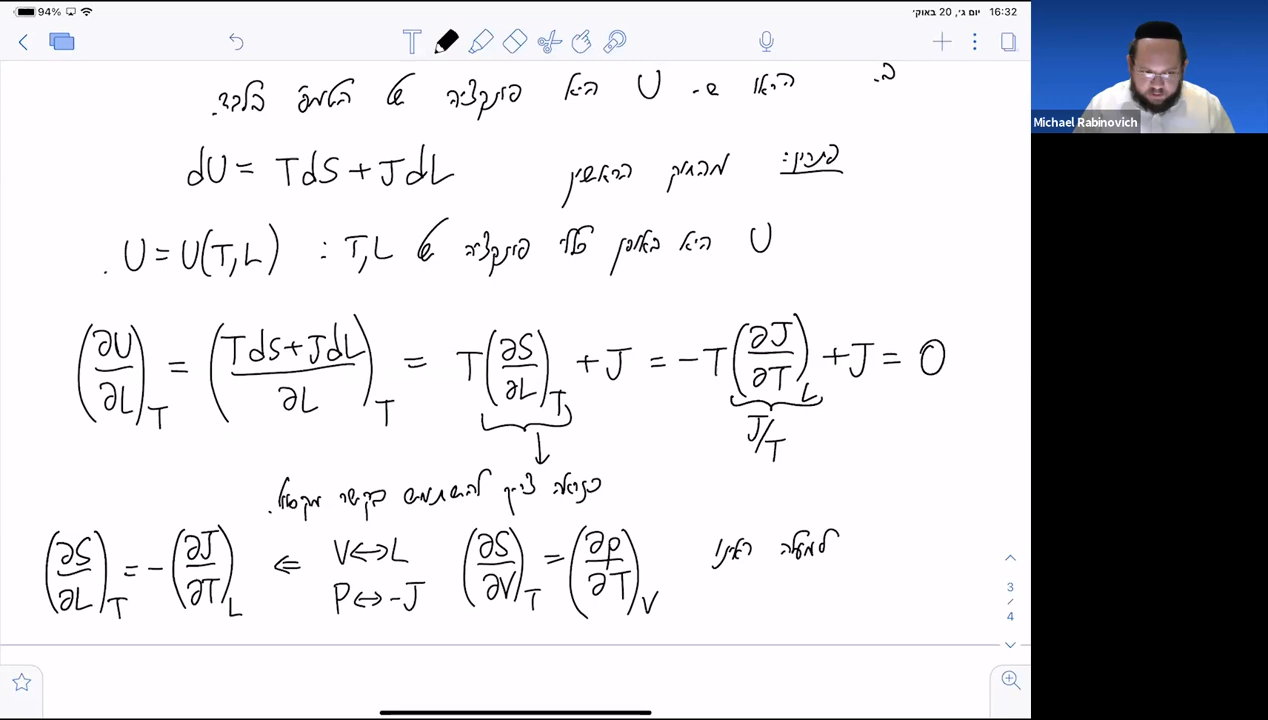 94%
16:32 יום ג׳, 20 באוק׳
ב. הראו ש- U היא פונקציה של הטמפ׳ בלבד.
פתרון: מהחוק הראשון dU = TdS + JdL
U היא באופן כללי פונקציה של T,L : U = U(T,L).
(∂U/∂L)_T = ((TdS + JdL)/∂L)_T = T(∂S/∂L)_T + J = -T(∂J/∂T)_L + J = 0
J/T
כנראה צריך להשתמש בקשר מקסוול.
למעלה ראינו (∂S/∂V)_T = (∂p/∂T)_V V↔L P↔-J ⇐ (∂S/∂L)_T = -(∂J/∂T)_L
3 / 4
Michael Rabinovich